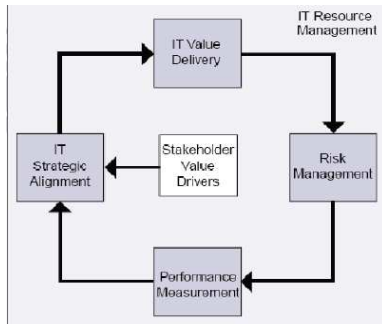 IT Resource
Management
IT Value
Delivery
IT
Strategic
Alignment
Stakeholder
Value
Drivers
Risk
Management
Performance
Measurement